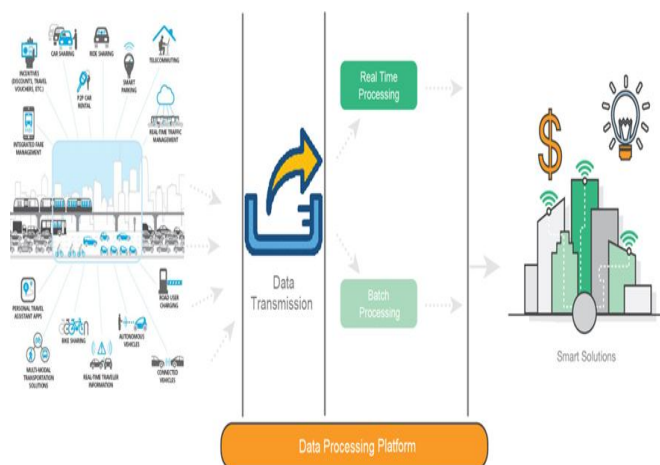 CAR SHARING
RIDE SHARING
TELECOMMUTING
INCENTIVES
(DISCOUNTS, TRAVEL
VOUCHERS, ETC.)
P2P CAR
RENTAL
SMART
PARKING
INTEGRATED FARE
MANAGEMENT
REAL-TIME TRAFFIC
MANAGEMENT
PERSONAL TRAVEL
ASSISTANT APPS
ROAD USER
CHARGING
BIKE SHARING
AUTONOMOUS
VEHICLES
MULTI-MODAL
TRANSPORTATION
SOLUTIONS
REAL-TIME TRAVELER
INFORMATION
CONNECTED
VEHICLES
Data
Transmission
Real Time
Processing
Batch
Processing
$
Smart Solutions
Data Processing Platform